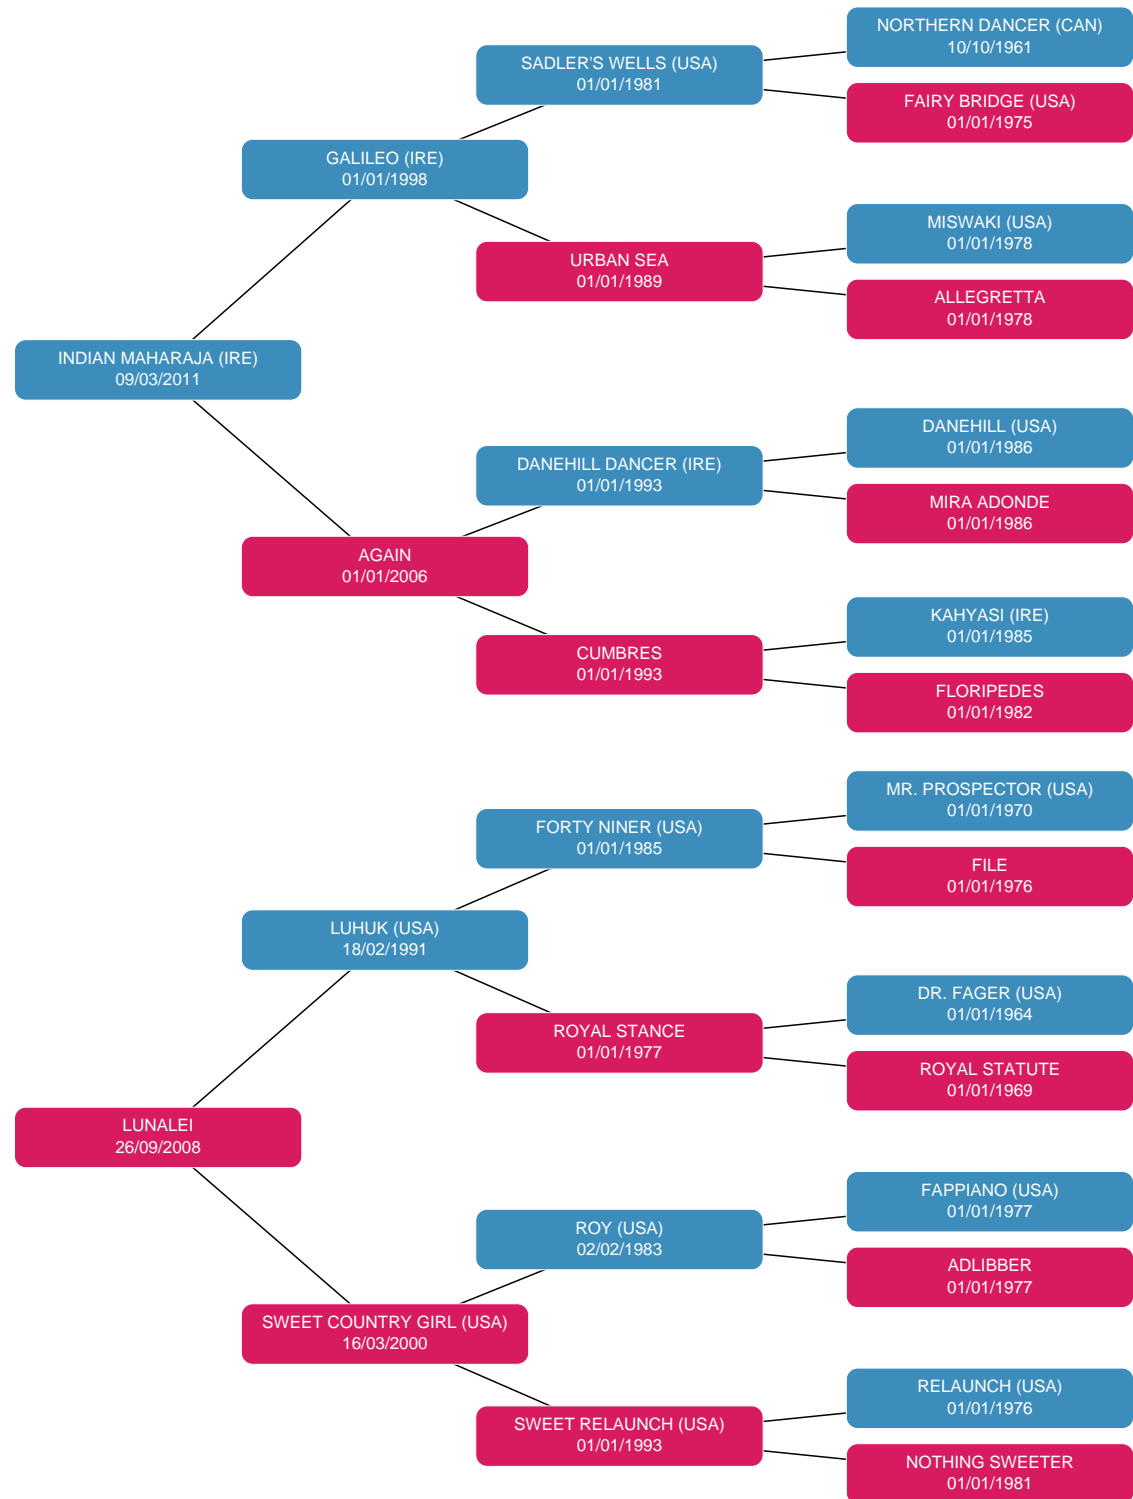 NORTHERN DANCER (CAN)
10/10/1961
SADLER'S WELLS (USA)
01/01/1981
FAIRY BRIDGE (USA)
01/01/1975
GALILEO (IRE)
01/01/1998
MISWAKI (USA)
01/01/1978
URBAN SEA
01/01/1989
ALLEGRETTA
01/01/1978
INDIAN MAHARAJA (IRE)
09/03/2011
DANEHILL (USA)
01/01/1986
DANEHILL DANCER (IRE)
01/01/1993
MIRA ADONDE
01/01/1986
AGAIN
01/01/2006
KAHYASI (IRE)
01/01/1985
CUMBRES
01/01/1993
FLORIPEDES
01/01/1982
MR. PROSPECTOR (USA)
01/01/1970
FORTY NINER (USA)
01/01/1985
FILE
01/01/1976
LUHUK (USA)
18/02/1991
DR. FAGER (USA)
01/01/1964
ROYAL STANCE
01/01/1977
ROYAL STATUTE
01/01/1969
LUNALEI
26/09/2008
FAPPIANO (USA)
01/01/1977
ROY (USA)
02/02/1983
ADLIBBER
01/01/1977
SWEET COUNTRY GIRL (USA)
16/03/2000
RELAUNCH (USA)
01/01/1976
SWEET RELAUNCH (USA)
01/01/1993
NOTHING SWEETER
01/01/1981